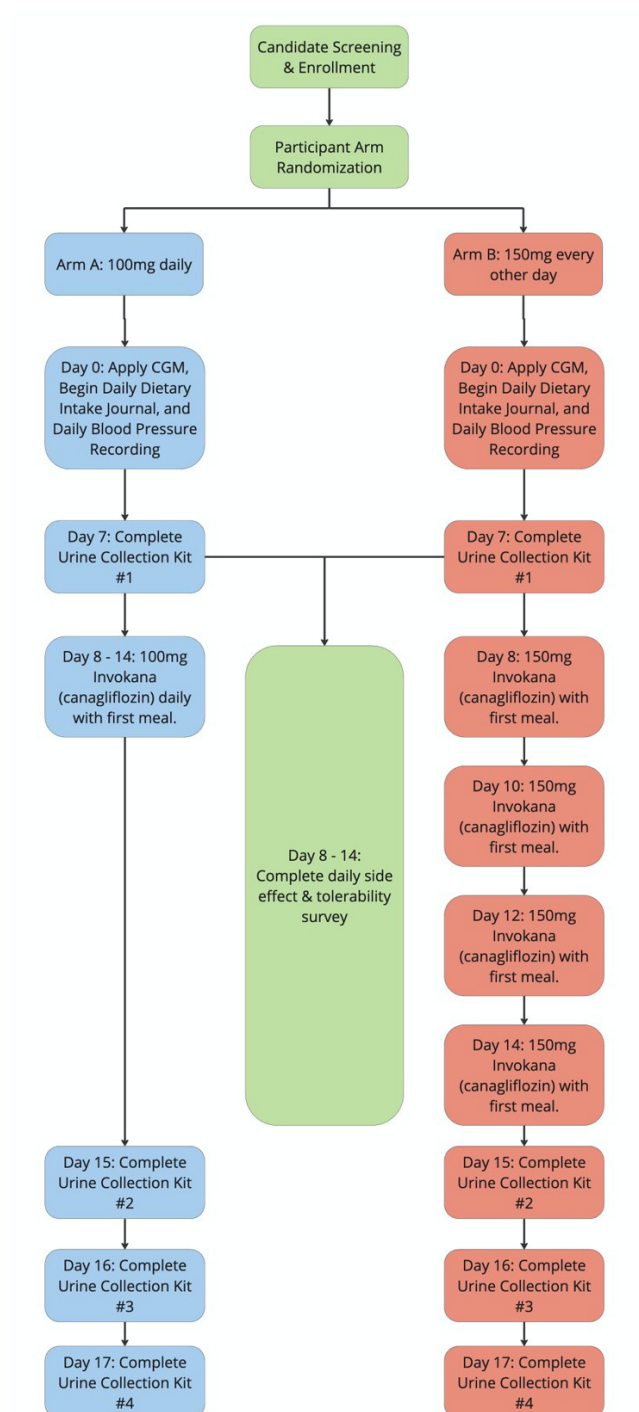 Candidate Screening
& Enrollment
Participant Arm
Randomization
Arm A: 100mg daily
Arm B: 150mg every
other day
Day 0: Apply CGM,
Begin Daily Dietary
Intake Journal, and
Daily Blood Pressure
Recording
Day 0: Apply CGM,
Begin Daily Dietary
Intake Journal, and
Daily Blood Pressure
Recording
Day 7: Complete
Urine Collection Kit
#1
Day 7: Complete
Urine Collection Kit
#1
Day 8 - 14: 100mg
Invokana
(canagliflozin) daily
with first meal.
Day 8 - 14:
Complete daily side
effect & tolerability
survey
Day 8: 150mg
Invokana
(canagliflozin) with
first meal.
Day 10: 150mg
Invokana
(canagliflozin) with
first meal.
Day 12: 150mg
Invokana
(canagliflozin) with
first meal.
Day 14: 150mg
Invokana
(canagliflozin) with
first meal.
Day 15: Complete
Urine Collection Kit
#2
Day 15: Complete
Urine Collection Kit
#2
Day 16: Complete
Urine Collection Kit
#3
Day 16: Complete
Urine Collection Kit
#3
Day 17: Complete
Urine Collection Kit
#4
Day 17: Complete
Urine Collection Kit
#4